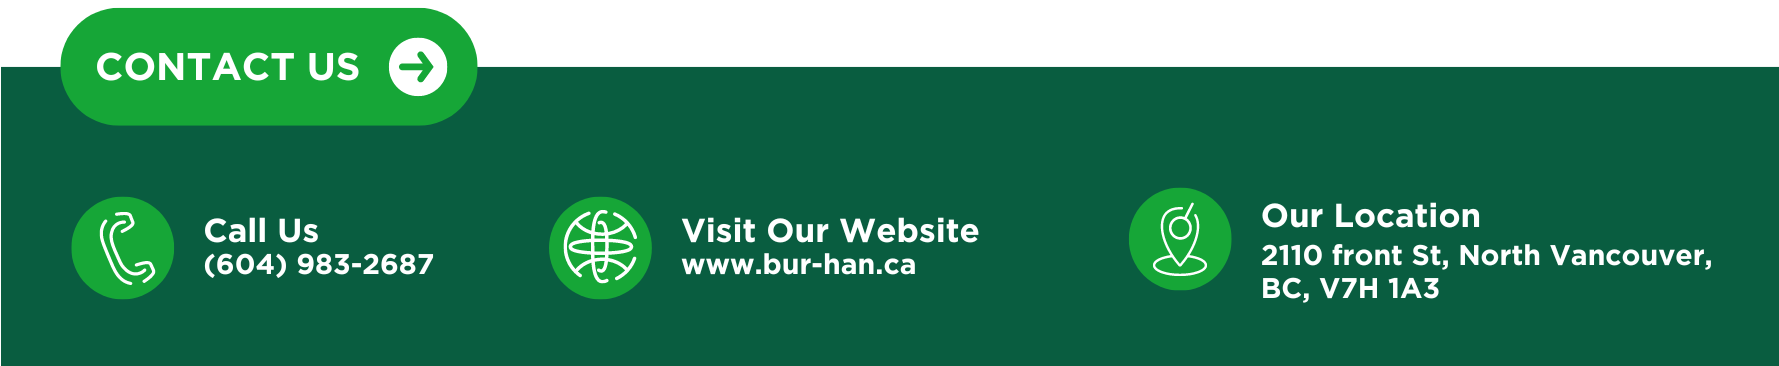 CONTACT US
Call Us
(604) 983-2687
Visit Our Website
www.bur-han.ca
Our Location
2110 front St, North Vancouver,
BC, V7H 1A3